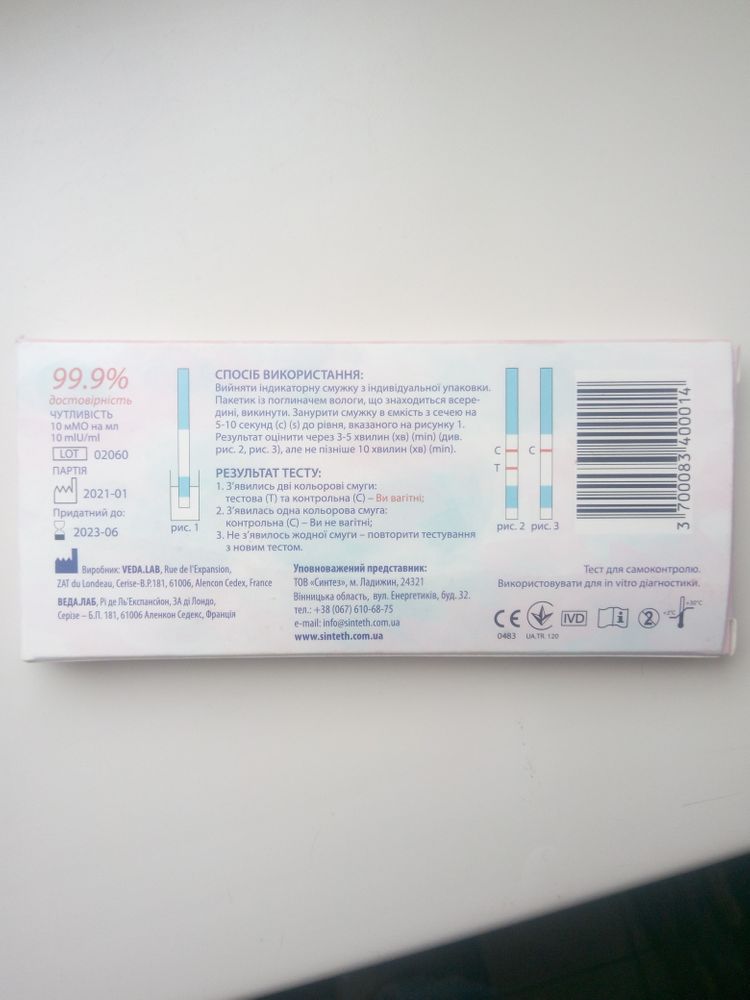 99.9%
достовірність
ЧУТЛИВІСТЬ
10 мМО на мл
10 mIU/ml
LOT 02060
ПАРТІЯ
2021-01
Придатний до:
2023-06
рис. 1
СПОСІБ ВИКОРИСТАННЯ:
Вийняти індикаторну смужку з індивідуальної упаковки.
Пакетик із поглиначем вологи, що знаходиться всере-
дині, викинути. Занурити смужку в ємкість з сечею на
5-10 секунд (с) (s) до рівня, вказаного на рисунку 1.
Результат оцінити через 3-5 хвилин (хв) (min) (див.
рис. 2, рис. 3), але не пізніше 10 хвилин (хв) (min).
РЕЗУЛЬТАТ ТЕСТУ:
1. З'явились дві кольорові смуги:
тестова (Т) та контрольна (С) – Ви вагітні;
2. З'явилась одна кольорова смуга:
контрольна (С) – Ви не вагітні;
3. Не з'явилось жодної смуги – повторити тестування
з новим тестом.
C
T
C
рис. 2 рис. 3
3 700083 400014
Виробник: VEDA.LAB, Rue de l'Expansion,
ZAT du Londeau, Cerise-B.P.181, 61006, Alencon Cedex, France
ВЕДА.ЛАБ, Рі де Ль'Експансйон, ЗА ді Лондо,
Серізе – Б.П. 181, 61006 Аленкон Седекс, Франція
Уповноважений представник:
ТОВ «Синтез», м. Ладижин, 24321
Вінницька область, вул. Енергетиків, буд. 32.
тел.: +38 (067) 610-68-75
e-mail: info@sinteth.com.ua
www.sinteth.com.ua
Тест для самоконтролю.
Використовувати для in vitro діагностики.
CE
0483
UA.TR. 120
IVD
i
2
+2°C
+30°C